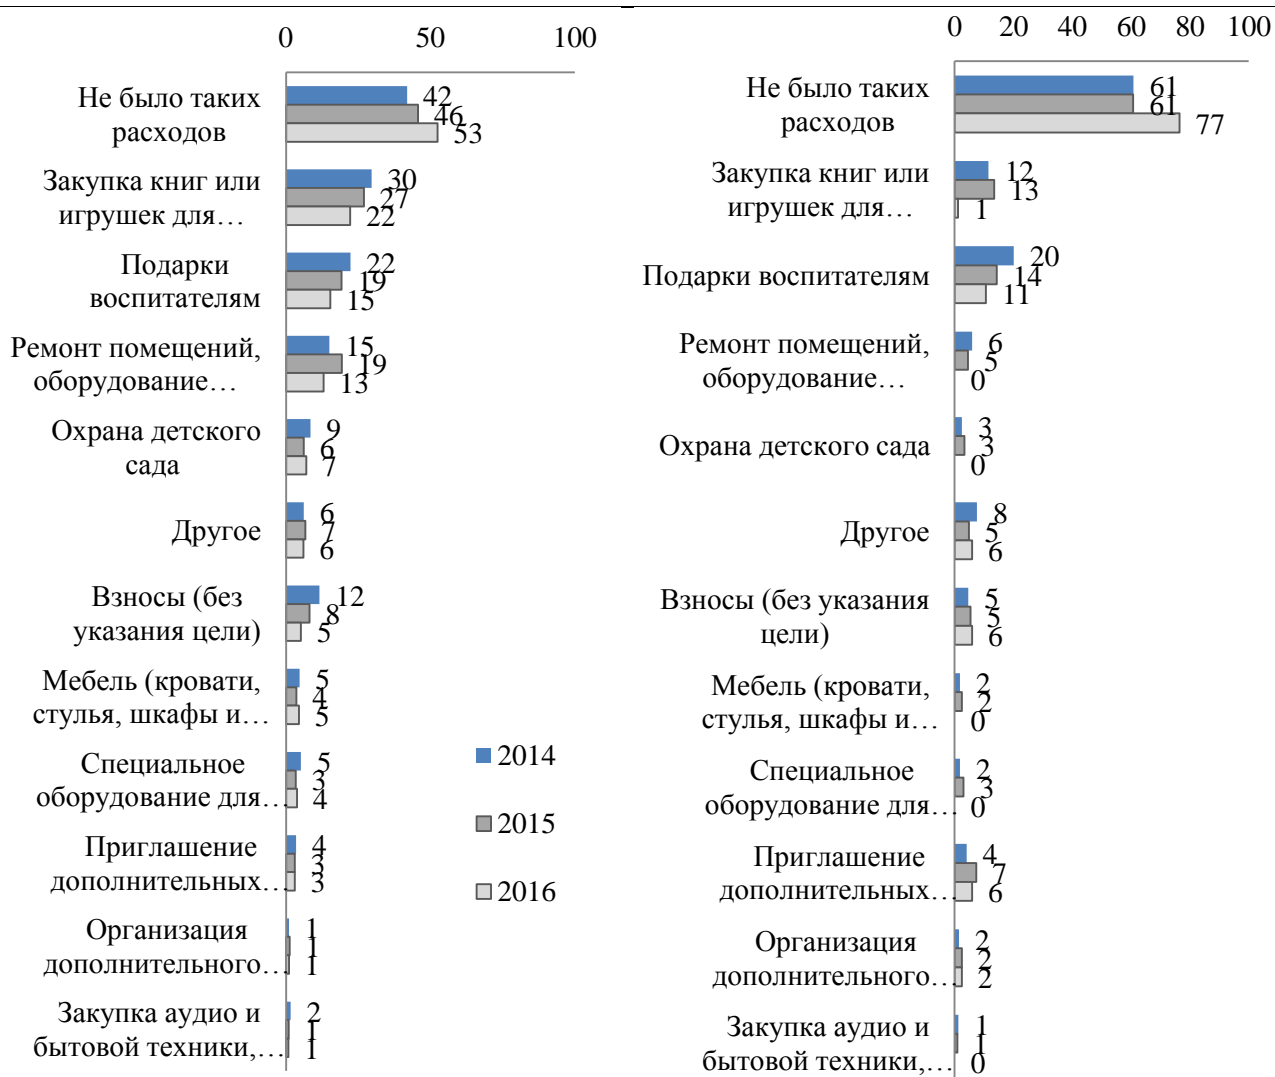 0 50 100
Не было таких
расходов
42
46
53
Закупка книг или
игрушек для…
30
27
22
Подарки
воспитателям
22
19
15
Ремонт помещений,
оборудование…
15
19
13
Охрана детского
сада
9
6
7
Другое
6
7
6
Взносы (без
указания цели)
12
8
5
Мебель (кровати,
стулья, шкафы и…
5
4
5
Специальное
оборудование для…
5
3
4
Приглашение
дополнительных…
4
3
3
Организация
дополнительного…
1
1
1
Закупка аудио и
бытовой техники,…
2
1
1
2014
2015
2016
0 20 40 60 80 100
Не было таких
расходов
61
61
77
Закупка книг или
игрушек для…
12
13
1
Подарки воспитателям
20
14
11
Ремонт помещений,
оборудование…
6
5
0
Охрана детского сада
3
3
0
Другое
8
5
6
Взносы (без указания
цели)
5
5
6
Мебель (кровати,
стулья, шкафы и…
2
2
0
Специальное
оборудование для…
2
3
0
Приглашение
дополнительных…
4
7
6
Организация
дополнительного…
2
2
2
Закупка аудио и
бытовой техники,…
1
1
0